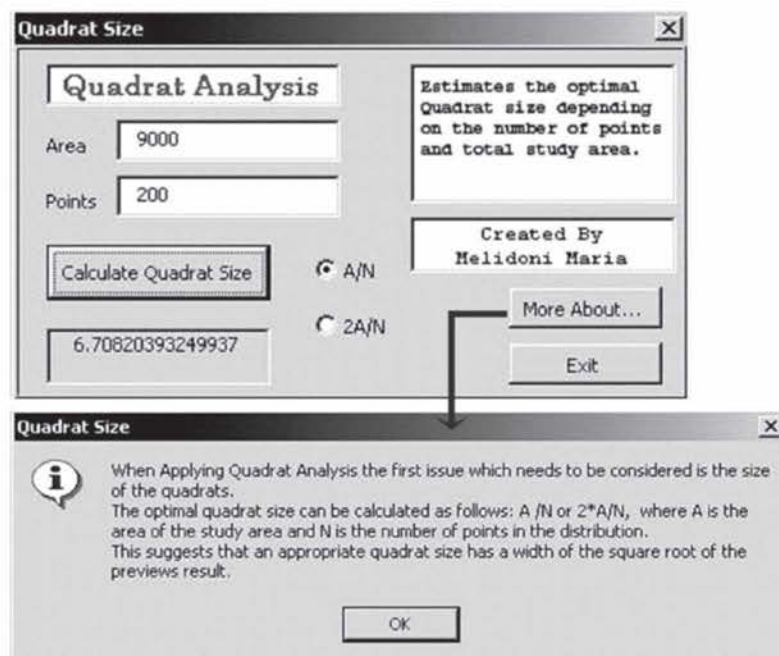 Quadrat Size
Quadrat Analysis
Area
9000
Points
200
Calculate Quadrat Size
A/N
2A/N
6.70820393249937
Estimates the optimal
Quadrat size depending
on the number of points
and total study area.
Created By
Melidoni Maria
More About...
Exit
Quadrat Size
When Applying Quadrat Analysis the first issue which needs to be considered is the size
of the quadrats.
The optimal quadrat size can be calculated as follows: A /N or 2*A/N, where A is the
area of the study area and N is the number of points in the distribution.
This suggests that an appropriate quadrat size has a width of the square root of the
previews result.
OK